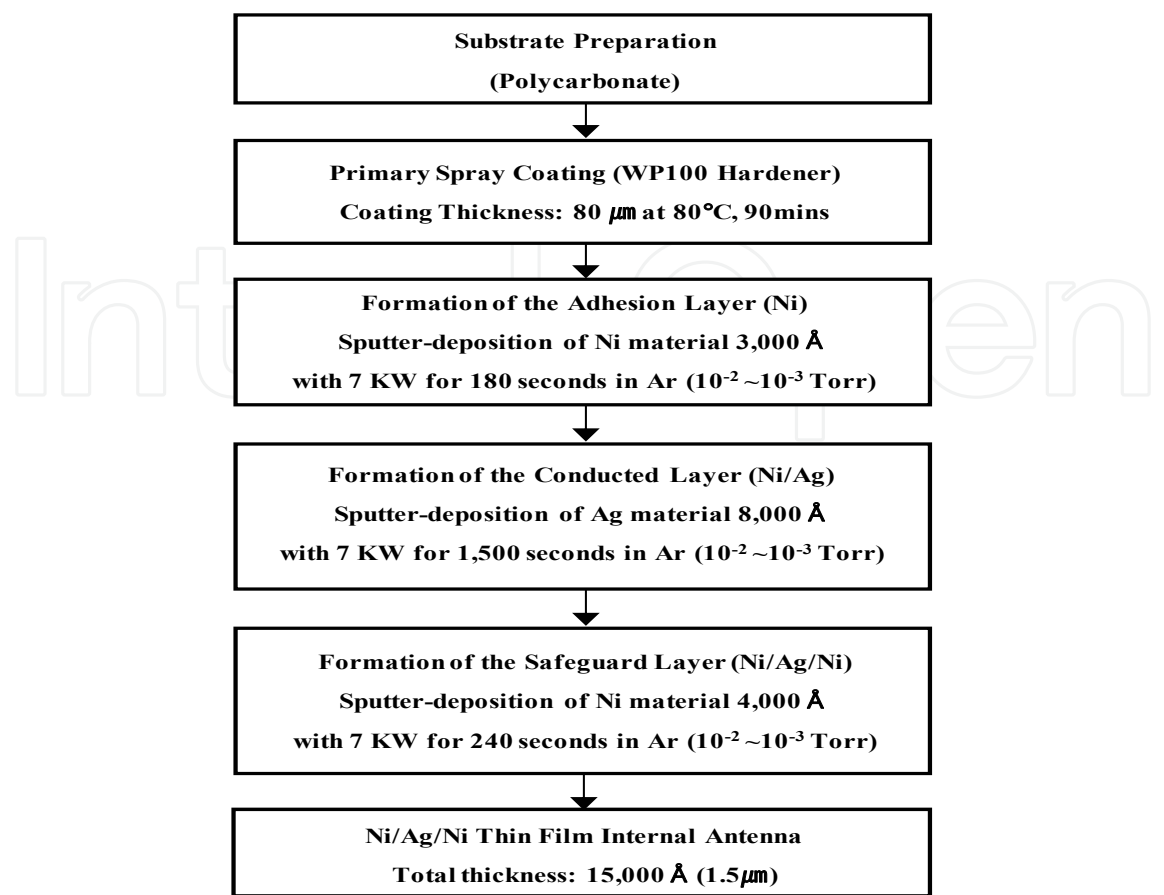 Substrate Preparation
(Polycarbonate)
Primary Spray Coating (WP100 Hardener)
Coating Thickness: 80 ㎛ at 80°C, 90mins
Formation of the Adhesion Layer (Ni)
Sputter-deposition of Ni material 3,000 Å
with 7 KW for 180 seconds in Ar (10⁻² ~10⁻³ Torr)
Formation of the Conducted Layer (Ni/Ag)
Sputter-deposition of Ag material 8,000 Å
with 7 KW for 1,500 seconds in Ar (10⁻² ~10⁻³ Torr)
Formation of the Safeguard Layer (Ni/Ag/Ni)
Sputter-deposition of Ni material 4,000 Å
with 7 KW for 240 seconds in Ar (10⁻² ~10⁻³ Torr)
Ni/Ag/Ni Thin Film Internal Antenna
Total thickness: 15,000 Å (1.5㎛)